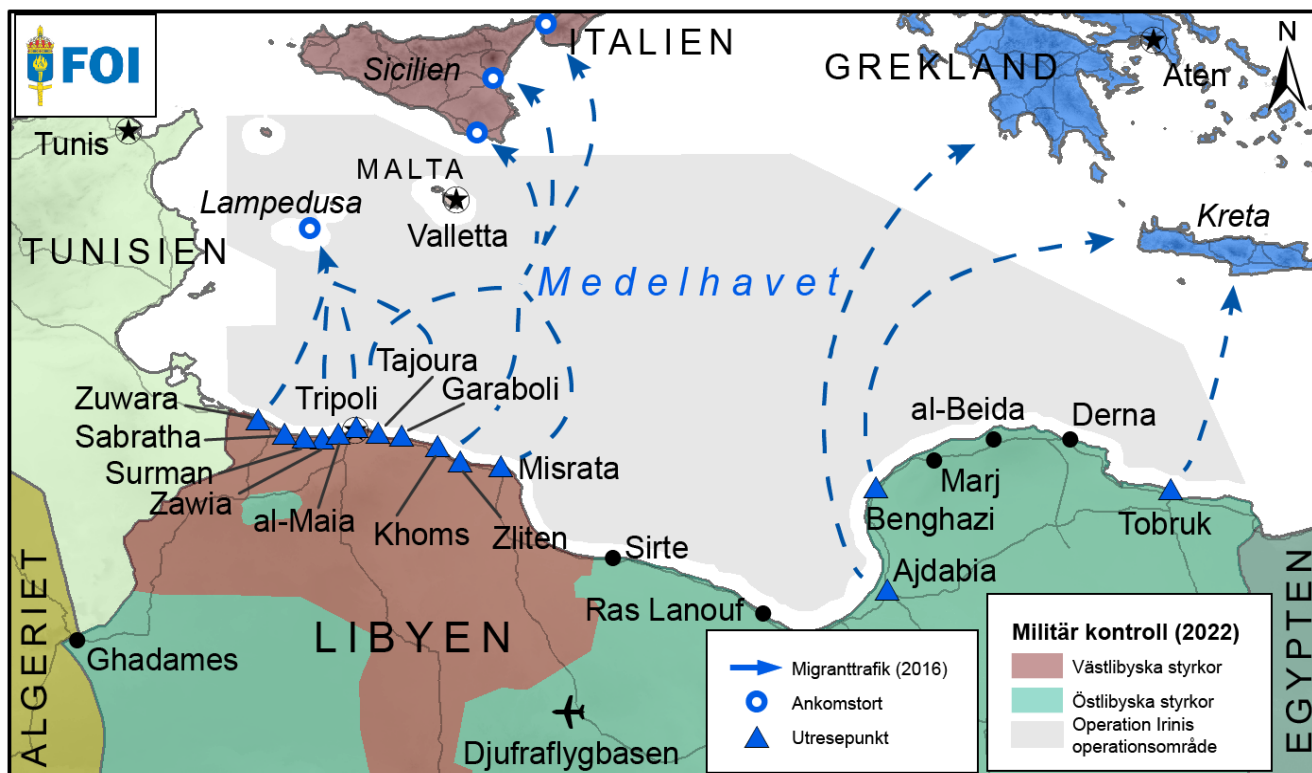 FOI
ITALIEN
Sicilien
GREKLAND
Aten
N
Tunis
MALTA
Lampedusa
Valletta
Kreta
TUNISIEN
Medelhavet
Tajoura
Zuwara
Tripoli
Garaboli
Sabratha
al-Beida
Derna
Surman
Misrata
Marj
Zawia
al-Maia
Khoms
Zliten
Benghazi
Tobruk
Sirte
Ajdabia
Ras Lanouf
ALGERIET
LIBYEN
EGYPTEN
Ghadames
Djufraflygbasen
Migranttrafik (2016)
Ankomstort
Utresepunkt
Militär kontroll (2022)
Västlibyska styrkor
Östlibyska styrkor
Operation Irinis
operationsområde